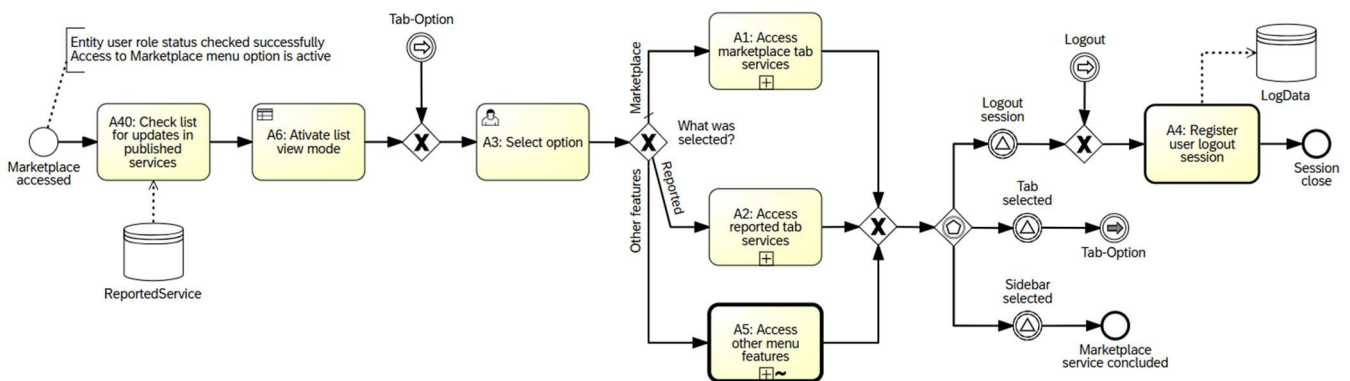 Entity user role status checked successfully
Access to Marketplace menu option is active
Marketplace
accessed
A40: Check list
for updates in
published
services
ReportedService
A6: Ativate list
view mode
Tab-Option
A3: Select option
What was
selected?
Marketplace
Reported
Other features
A1: Access
marketplace tab
services
A2: Access
reported tab
services
A5: Access
other menu
features
Logout
session
Logout
A4: Register
user logout
session
LogData
Session
close
Tab
selected
Tab-Option
Sidebar
selected
Marketplace
service concluded